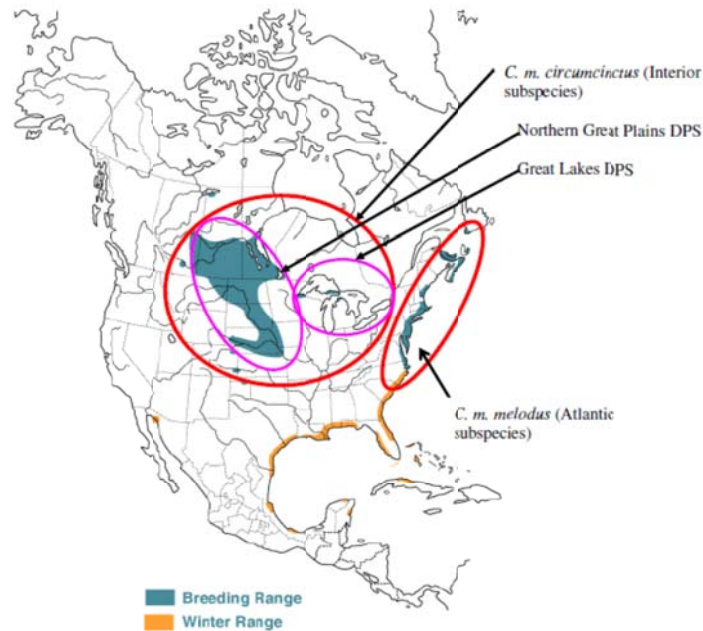 C. m. circumcinctus (Interior
subspecies)
Northern Great Plains DPS
Great Lakes DPS
C. m. melodus (Atlantic
subspecies)
Breeding Range
Winter Range